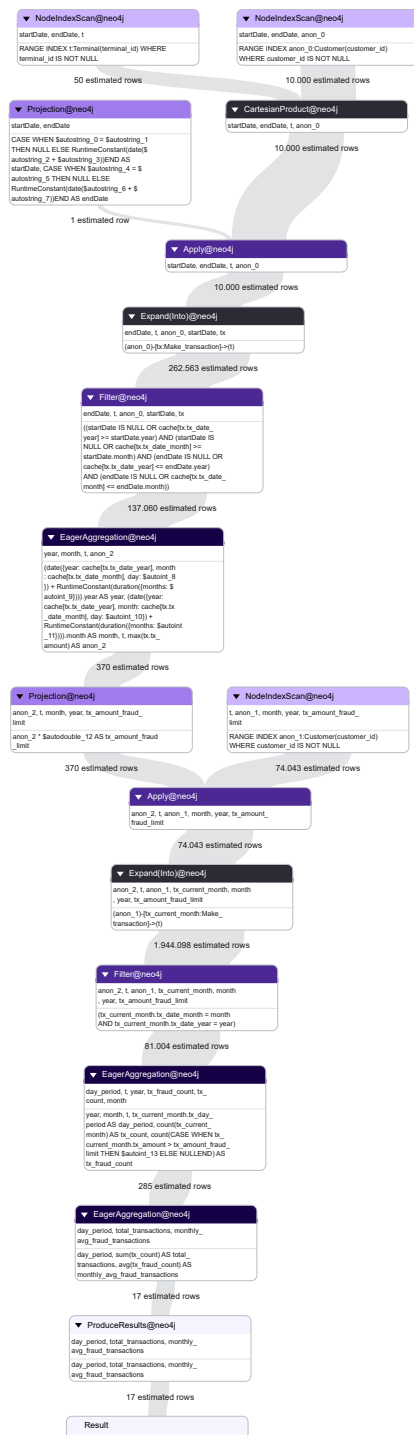 ▼ NodeIndexScan@neo4j
startDate, endDate, t
RANGE INDEX t:Terminal(terminal_id) WHERE
terminal_id IS NOT NULL
50 estimated rows
▼ NodeIndexScan@neo4j
startDate, endDate, anon_0
RANGE INDEX anon_0:Customer(customer_id)
WHERE customer_id IS NOT NULL
10.000 estimated rows
▼ Projection@neo4j
startDate, endDate
CASE WHEN $autostring_0 = $autostring_1
THEN NULL ELSE RuntimeConstant(date($
autostring_2 + $autostring_3))END AS
startDate, CASE WHEN $autostring_4 = $
autostring_5 THEN NULL ELSE
RuntimeConstant(date($autostring_6 + $
autostring_7))END AS endDate
1 estimated row
▼ CartesianProduct@neo4j
startDate, endDate, t, anon_0
10.000 estimated rows
▼ Apply@neo4j
startDate, endDate, t, anon_0
10.000 estimated rows
▼ Expand(Into)@neo4j
endDate, t, anon_0, startDate, tx
(anon_0)-[tx:Make_transaction]->(t)
262.563 estimated rows
▼ Filter@neo4j
endDate, t, anon_0, startDate, tx
((startDate IS NULL OR cache[tx.tx_date_
year] >= startDate.year) AND (startDate IS
NULL OR cache[tx.tx_date_month] >=
startDate.month) AND (endDate IS NULL OR
cache[tx.tx_date_year] <= endDate.year)
AND (endDate IS NULL OR cache[tx.tx_date_
month] <= endDate.month))
137.060 estimated rows
▼ EagerAggregation@neo4j
year, month, t, anon_2
(date({year: cache[tx.tx_date_year], month
: cache[tx.tx_date_month], day: $autoint_8
}) + RuntimeConstant(duration({months: $
autoint_9}))).year AS year, (date({year:
cache[tx.tx_date_year], month: cache[tx.tx
_date_month], day: $autoint_10}) +
RuntimeConstant(duration({months: $autoint
_11}))).month AS month, t, max(tx.tx_
amount) AS anon_2
370 estimated rows
▼ Projection@neo4j
anon_2, t, month, year, tx_amount_fraud_
limit
anon_2 * $autodouble_12 AS tx_amount_fraud
_limit
370 estimated rows
▼ NodeIndexScan@neo4j
t, anon_1, month, year, tx_amount_fraud_
limit
RANGE INDEX anon_1:Customer(customer_id)
WHERE customer_id IS NOT NULL
74.043 estimated rows
▼ Apply@neo4j
anon_2, t, anon_1, month, year, tx_amount_
fraud_limit
74.043 estimated rows
▼ Expand(Into)@neo4j
anon_2, t, anon_1, tx_current_month, month
, year, tx_amount_fraud_limit
(anon_1)-[tx_current_month:Make_
transaction]->(t)
1.944.098 estimated rows
▼ Filter@neo4j
anon_2, t, anon_1, tx_current_month, month
, year, tx_amount_fraud_limit
(tx_current_month.tx_date_month = month
AND tx_current_month.tx_date_year = year)
81.004 estimated rows
▼ EagerAggregation@neo4j
day_period, t, year, tx_fraud_count, tx_
count, month
year, month, t, tx_current_month.tx_day_
period AS day_period, count(tx_current_
month) AS tx_count, count(CASE WHEN tx_
current_month.tx_amount > tx_amount_fraud_
limit THEN $autoint_13 ELSE NULLEND) AS
tx_fraud_count
285 estimated rows
▼ EagerAggregation@neo4j
day_period, total_transactions, monthly_
avg_fraud_transactions
day_period, sum(tx_count) AS total_
transactions, avg(tx_fraud_count) AS
monthly_avg_fraud_transactions
17 estimated rows
▼ ProduceResults@neo4j
day_period, total_transactions, monthly_
avg_fraud_transactions
day_period, total_transactions, monthly_
avg_fraud_transactions
17 estimated rows
Result